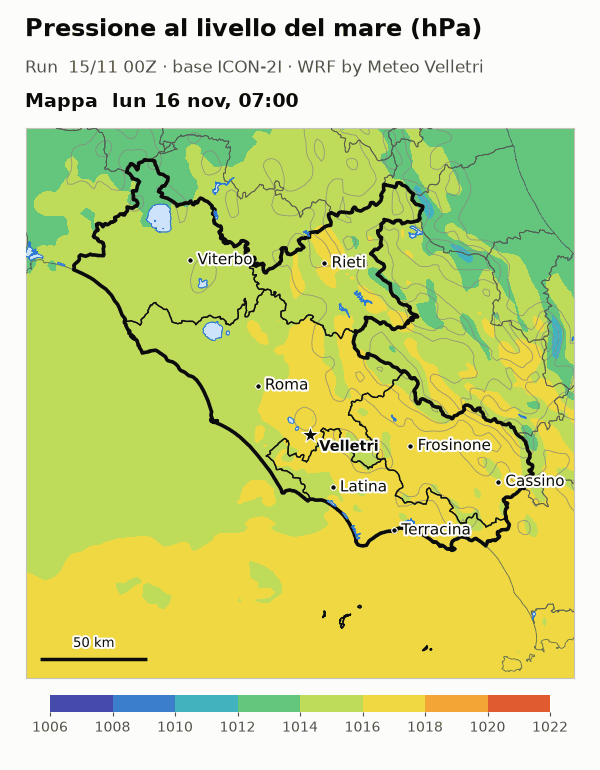 Pressione al livello del mare (hPa)
Run  15/11 00Z · base ICON-2I · WRF by Meteo Velletri
Mappa  lun 16 nov, 07:00
Viterbo
Rieti
Roma
Velletri
Frosinone
Latina
Cassino
Terracina
50 km
1006 1008 1010 1012 1014 1016 1018 1020 1022